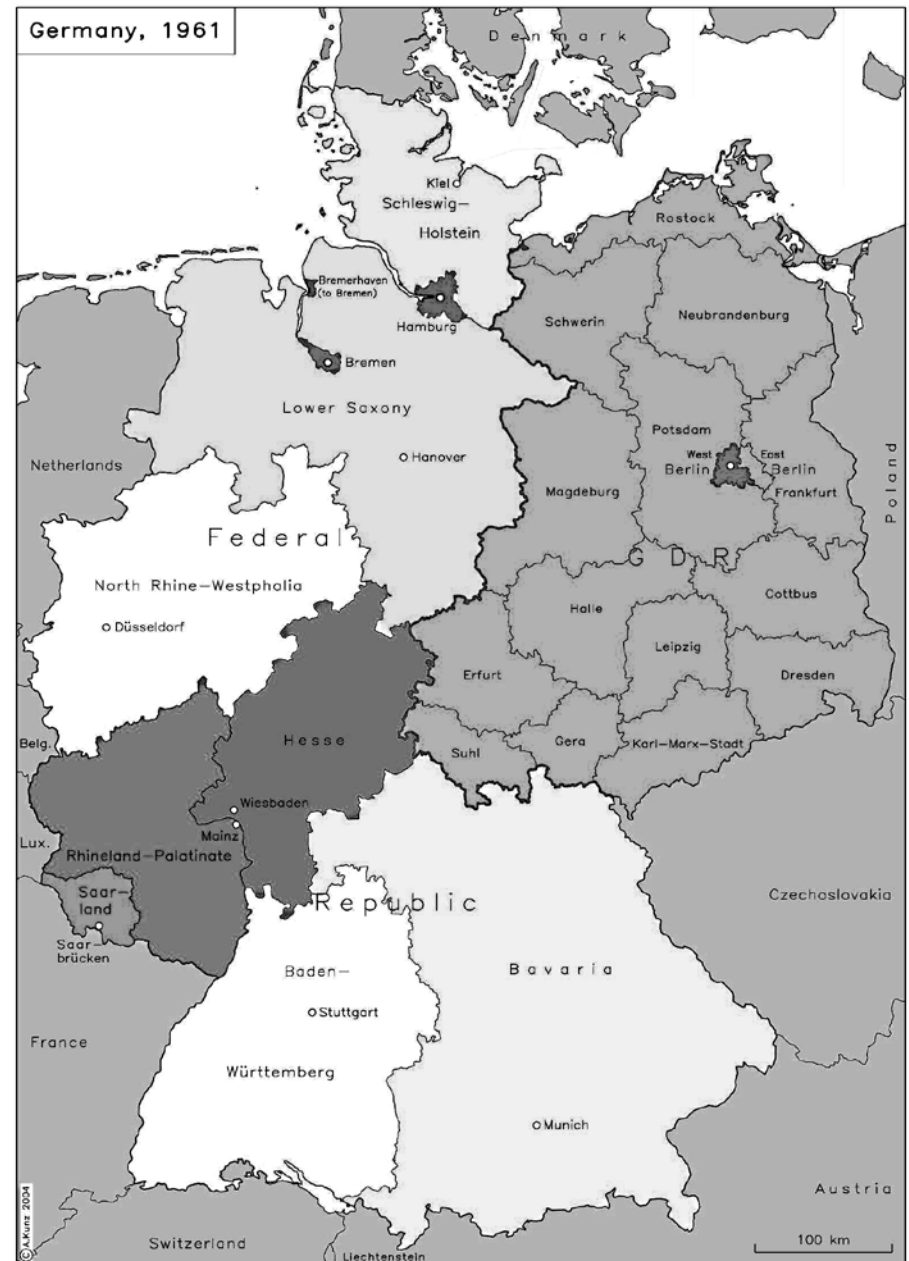 Germany, 1961
Denmark
Kiel
Schleswig–
Holstein
Rostock
Bremerhaven
(to Bremen)
Hamburg
Schwerin
Neubrandenburg
Bremen
Lower Saxony
Potsdam
Netherlands
Hanover
West
East
Berlin
Berlin
Poland
Magdeburg
Frankfurt
Federal
GDR
North Rhine–Westphalia
Cottbus
Halle
Düsseldorf
Leipzig
Erfurt
Dresden
Belg.
Hesse
Suhl
Gera
Karl–Marx–Stadt
Wiesbaden
Mainz
Lux.
Rhineland–Palatinate
Saar–
land
Czechoslovakia
Republic
Saar–
brücken
Baden–
Bavaria
Stuttgart
France
Württemberg
Munich
Austria
© A.Kunz 2004
Switzerland
Liechtenstein
100 km